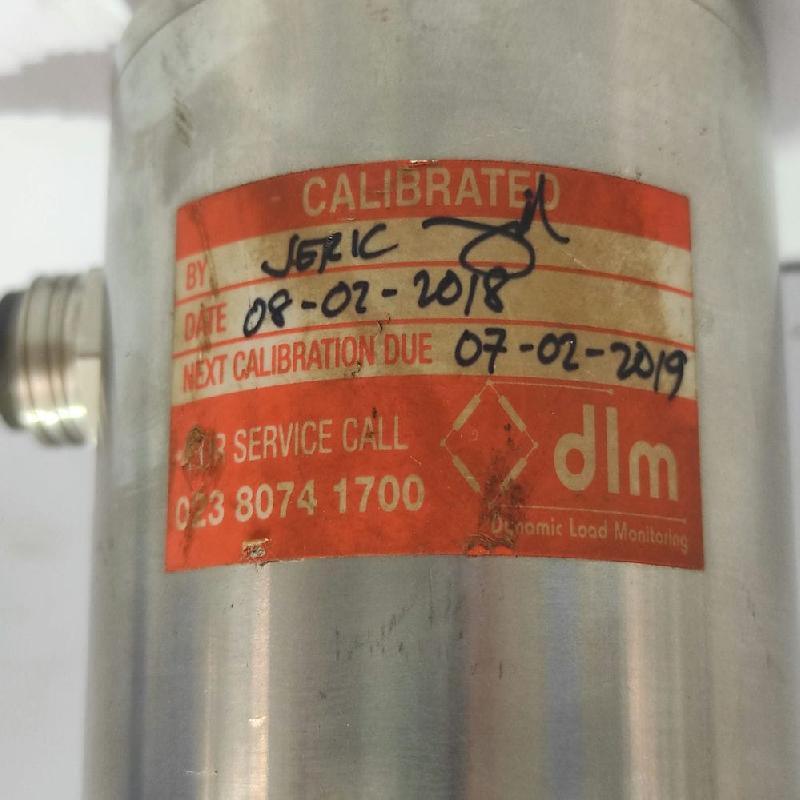 CALIBRATED
BY JERIC
DATE 08-02-2018
NEXT CALIBRATION DUE 07-02-2019
FOR SERVICE CALL
023 8074 1700
dlm
Dynamic Load Monitoring